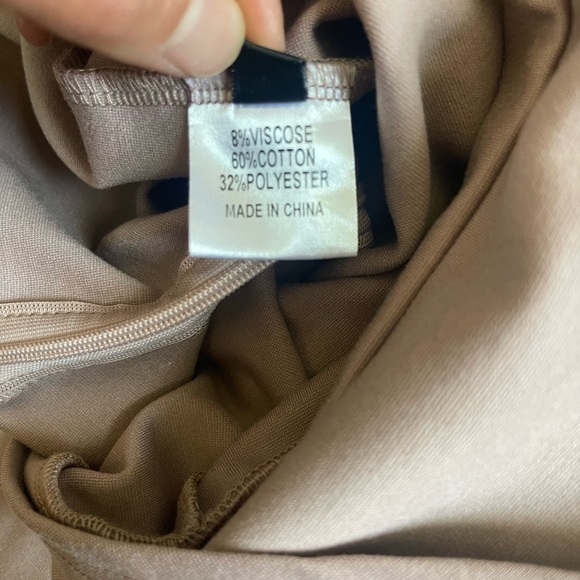 8%VISCOSE
60%COTTON
32%POLYESTER
MADE IN CHINA